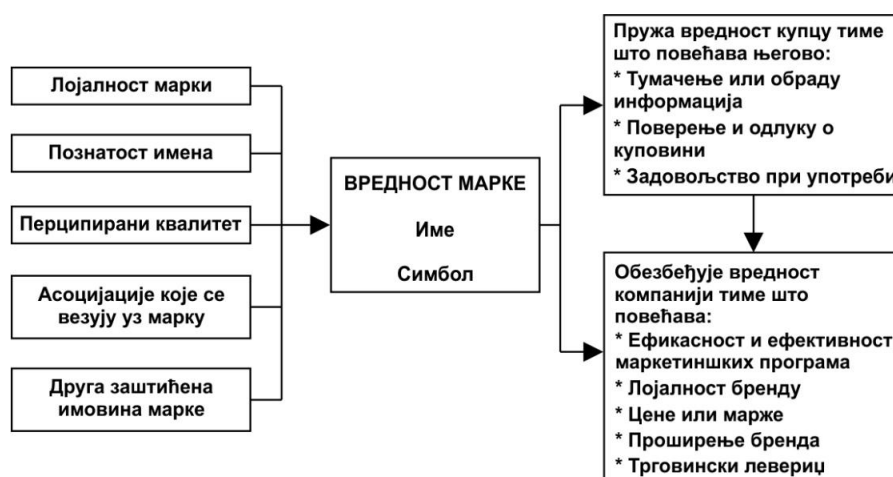 Лојалност марки
Познатост имена
Перципирани квалитет
Асоцијације које се
везују уз марку
Друга заштићена
имовина марке
ВРЕДНОСТ МАРКЕ
Име
Симбол
Пружа вредност купцу тиме
што повећава његово:
* Тумачење или обраду
информација
* Поверење и одлуку о
куповини
* Задовољство при употреби
Обезбеђује вредност
компанији тиме што
повећава:
* Ефикасност и ефективност
маркетиншких програма
* Лојалност бренду
* Цене или марже
* Проширење бренда
* Трговински левериџ